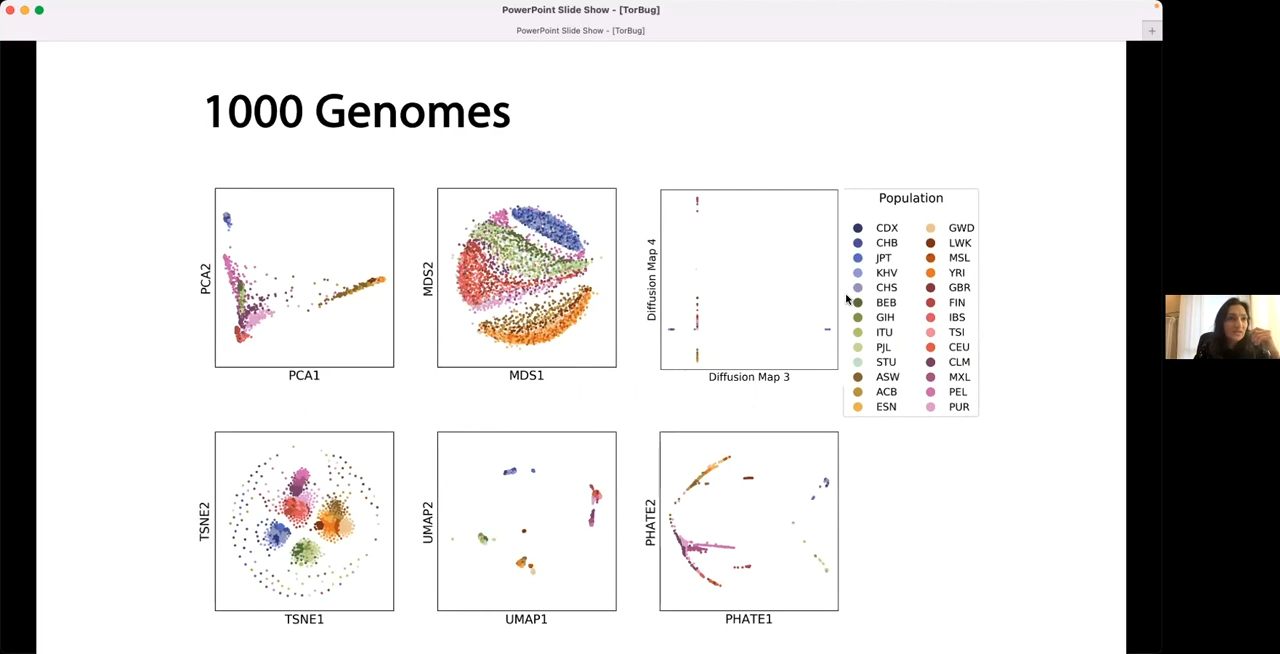 PowerPoint Slide Show - [TorBug]
PowerPoint Slide Show - [TorBug]
+
1000 Genomes
PCA2
PCA1
MDS2
MDS1
Diffusion Map 4
Diffusion Map 3
Population
CDX GWD
CHB LWK
JPT MSL
KHV YRI
CHS GBR
BEB FIN
GIH IBS
ITU TSI
PJL CEU
STU CLM
ASW MXL
ACB PEL
ESN PUR
TSNE2
TSNE1
UMAP2
UMAP1
PHATE2
PHATE1